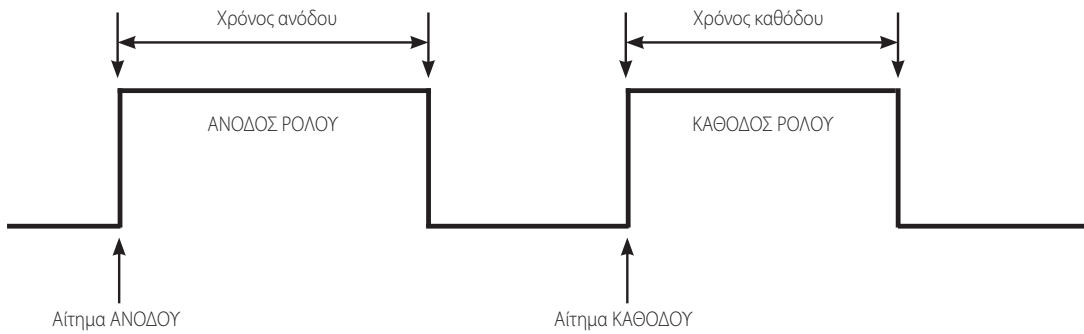 Χρόνος ανόδου
Χρόνος καθόδου
ΑΝΟΔΟΣ ΡΟΛΟΥ
ΚΑΘΟΔΟΣ ΡΟΛΟΥ
Αίτημα ΑΝΟΔΟΥ
Αίτημα ΚΑΘΟΔΟΥ